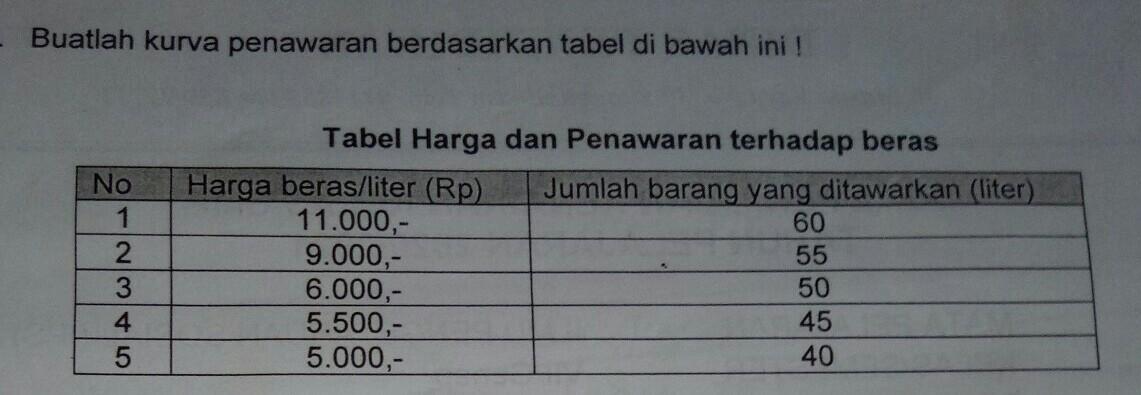 Buatlah kurva penawaran berdasarkan tabel di bawah ini !
Tabel Harga dan Penawaran terhadap beras
No Harga beras/liter (Rp) Jumlah barang yang ditawarkan (liter)
1 11.000,- 60
2 9.000,- 55
3 6.000,- 50
4 5.500,- 45
5 5.000,- 40